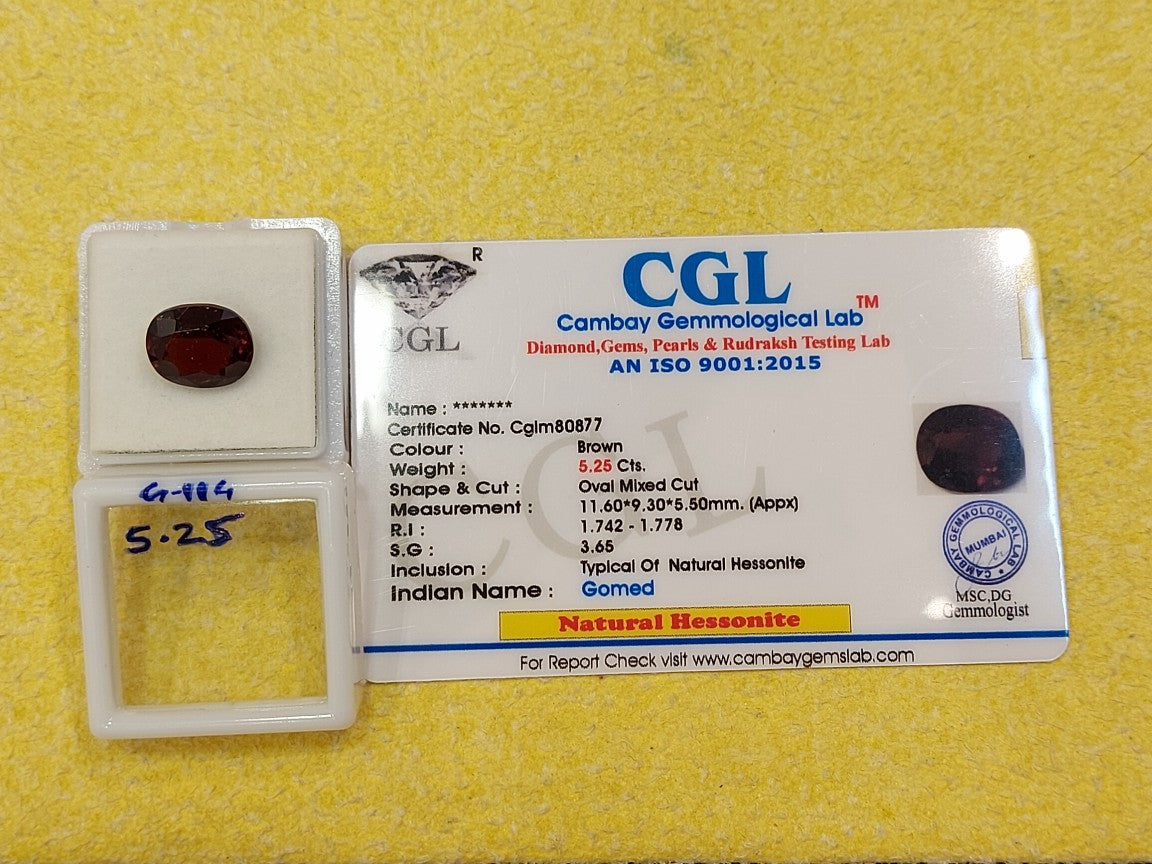 R
CGL
CGL
TM
Cambay Gemmological Lab
Diamond,Gems, Pearls & Rudraksh Testing Lab
AN ISO 9001:2015
Name : *******
Certificate No. Cglm80877
Colour : Brown
Weight : 5.25 Cts.
Shape & Cut : Oval Mixed Cut
Measurement : 11.60*9.30*5.50mm. (Appx)
R.I : 1.742 - 1.778
S.G : 3.65
Inclusion : Typical Of Natural Hessonite
Indian Name : Gomed
Natural Hessonite
For Report Check visit www.cambaygemslab.com
CGL
CAMBAY GEMMOLOGICAL LAB
MUMBAI
MSC,DG
Gemmologist
5.25